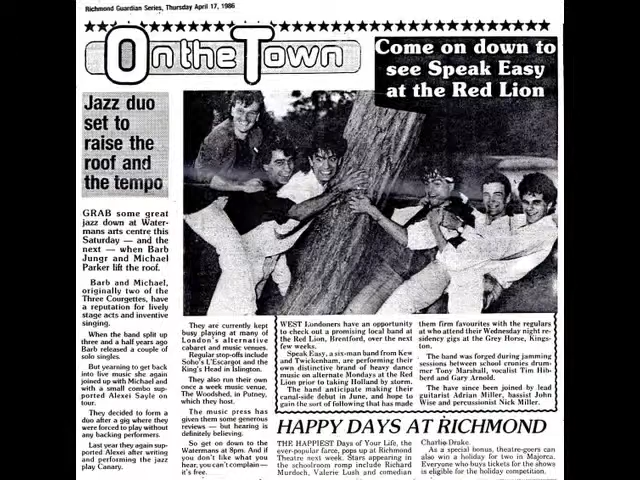 Richmond Guardian Series, Thursday April 17, 1986
On the Town
Come on down to
see Speak Easy
at the Red Lion
Jazz duo
set to
raise the
roof and
the tempo
GRAB some great
jazz down at Water-
mans arts centre this
Saturday — and the
next — when Barb
Jungr and Michael
Parker lift the roof.
Barb and Michael,
originally two of the
Three Courgettes, have
a reputation for lively
stage acts and inventive
singing.
When the band split up
three and a half years ago
Barb released a couple of
solo singles.
But yearning to get back
into live music she again
joined up with Michael and
with a small combo sup-
ported Alexei Sayle on
tour.
They decided to form a
duo after a gig where they
were forced to play without
any backing performers.
Last year they again sup-
ported Alexei after writing
and performing the jazz
play Canary.
They are currently kept
busy playing at many of
London's alternative
cabaret and music venues.
Regular stop-offs include
Soho's L'Escargot and the
King's Head in Islington.
They also run their own
once a week music venue,
The Woodshed, in Putney,
which they host.
The music press has
given them some generous
reviews — but hearing is
definitely believing.
So get on down to the
Watermans at 8pm. And if
you don't like what you
hear, you can't complain—
it's free.
WEST Londoners have an opportunity
to check out a promising local band at
the Red Lion, Brentford, over the next
few weeks.
Speak Easy, a six-man band from Kew
and Twickenham, are performing their
own distinctive brand of heavy dance
music on alternate Mondays at the Red
Lion prior to taking Holland by storm.
The band anticipate making their
canal-side debut in June, and hope to
gain the sort of following that has made
them firm favourites with the regulars
at who attend their Wednesday night re-
sidency gigs at the Grey Horse, Kings-
ton.
The band was forged during jamming
sessions between school cronies drum-
mer Tony Marshall, vocalist Tim Hib-
berd and Gary Arnold.
The have since been joined by lead
guitarist Adrian Miller, bassist John
Wise and percussionist Nick Miller.
HAPPY DAYS AT RICHMOND
THE HAPPIEST Days of Your Life, the
ever-popular farce, pops up at Richmond
Theatre next week. Stars appearing
in the schoolroom romp include Richard
Murdoch, Valerie Lush and comedian
Charlie Drake.
As a special bonus, theatre-goers can
also win a holiday for two in Majorca.
Everyone who buys tickets for the shows
is eligible for the holiday competition.